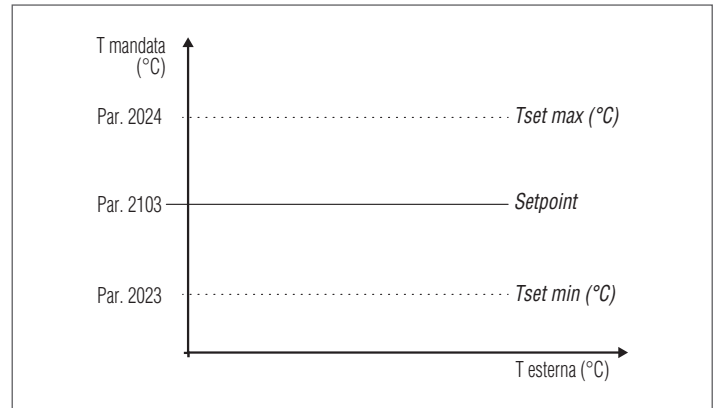 T mandata
(°C)
Par. 2024
Tset max (°C)
Par. 2103
Setpoint
Par. 2023
Tset min (°C)
T esterna (°C)